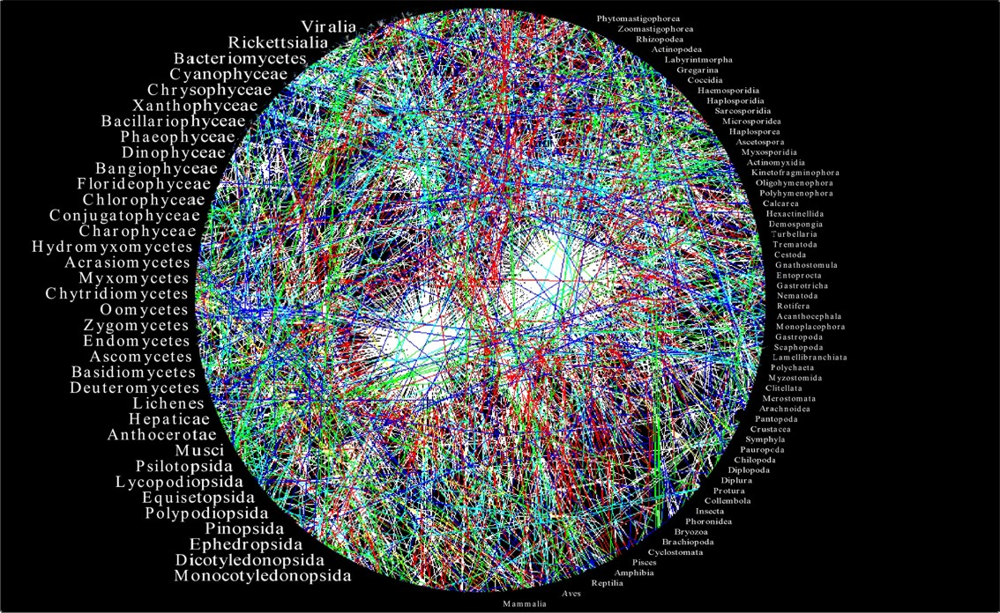 Viralia
Rickettsialia
Bacteriomycetes
Cyanophyceae
Chrysophyceae
Xanthophyceae
Bacillariophyceae
Phaeophyceae
Dinophyceae
Bangiophyceae
Florideophyceae
Chlorophyceae
Conjugatophyceae
Charophyceae
Hydromyxomycetes
Acrasiomycetes
Myxomycetes
Chytridiomycetes
Oomycetes
Zygomycetes
Endomycetes
Ascomycetes
Basidiomycetes
Deuteromycetes
Lichenes
Hepaticae
Anthocerotae
Musci
Psilotopsida
Lycopodiopsida
Equisetopsida
Polypodiopsida
Pinopsida
Ephedropsida
Dicotyledonopsida
Monocotyledonopsida
Phytomastigophorea
Zoomastigophorea
Rhizopodea
Actinopodea
Labyrintmorpha
Gregarina
Coccidia
Haemosporidia
Haplosporidia
Sarcosporidia
Microsporidea
Haplosporea
Ascetospora
Myxosporidia
Actinomyxidia
Kinetofragminophora
Oligohymenophora
Polyhymenophora
Calcarea
Hexactinellida
Demospongia
Turbellaria
Trematoda
Cestoda
Gnathostomula
Entoprocta
Gastrotricha
Nematoda
Rotifera
Acanthocephala
Monoplacophora
Gastropoda
Scaphopoda
Lamellibranchiata
Polychaeta
Myzostomida
Clitellata
Merostomata
Arachnoidea
Pantopoda
Crustacea
Symphyla
Pauropoda
Chilopoda
Diplopoda
Diplura
Protura
Collembola
Insecta
Phoronidea
Bryozoa
Brachiopoda
Cyclostomata
Pisces
Amphibia
Reptilia
Aves
Mammalia